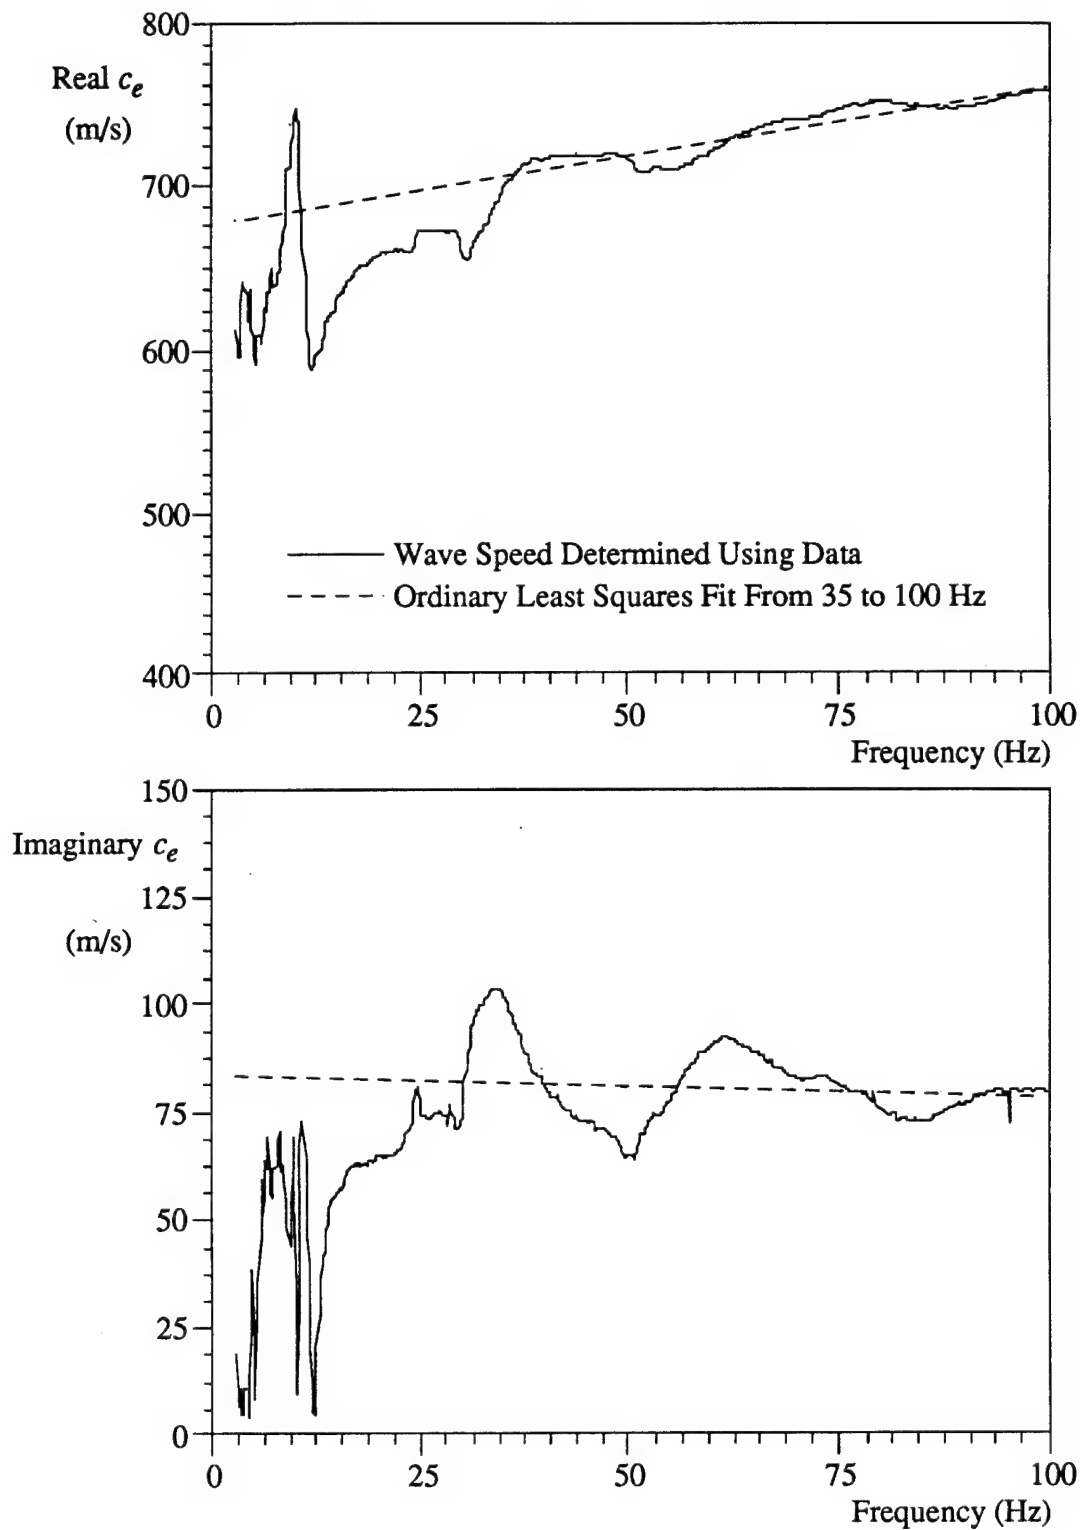 800
Real c_e
(m/s)
700
600
500
Wave Speed Determined Using Data
Ordinary Least Squares Fit From 35 to 100 Hz
400
0 25 50 75 100
Frequency (Hz)
150
Imaginary c_e
125
(m/s)
100
75
50
25
0
0 25 50 75 100
Frequency (Hz)